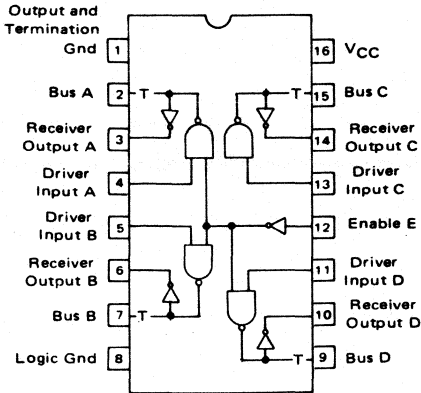 Output and
Termination
Gnd 1
16 VCC
Bus A 2 T
T 15 Bus C
Receiver
Output A 3
14 Receiver
Output C
Driver
Input A 4
13 Driver
Input C
Driver
Input B 5
12 Enable E
Receiver
Output B 6
11 Driver
Input D
Bus B 7 T
10 Receiver
Output D
Logic Gnd 8
T 9 Bus D